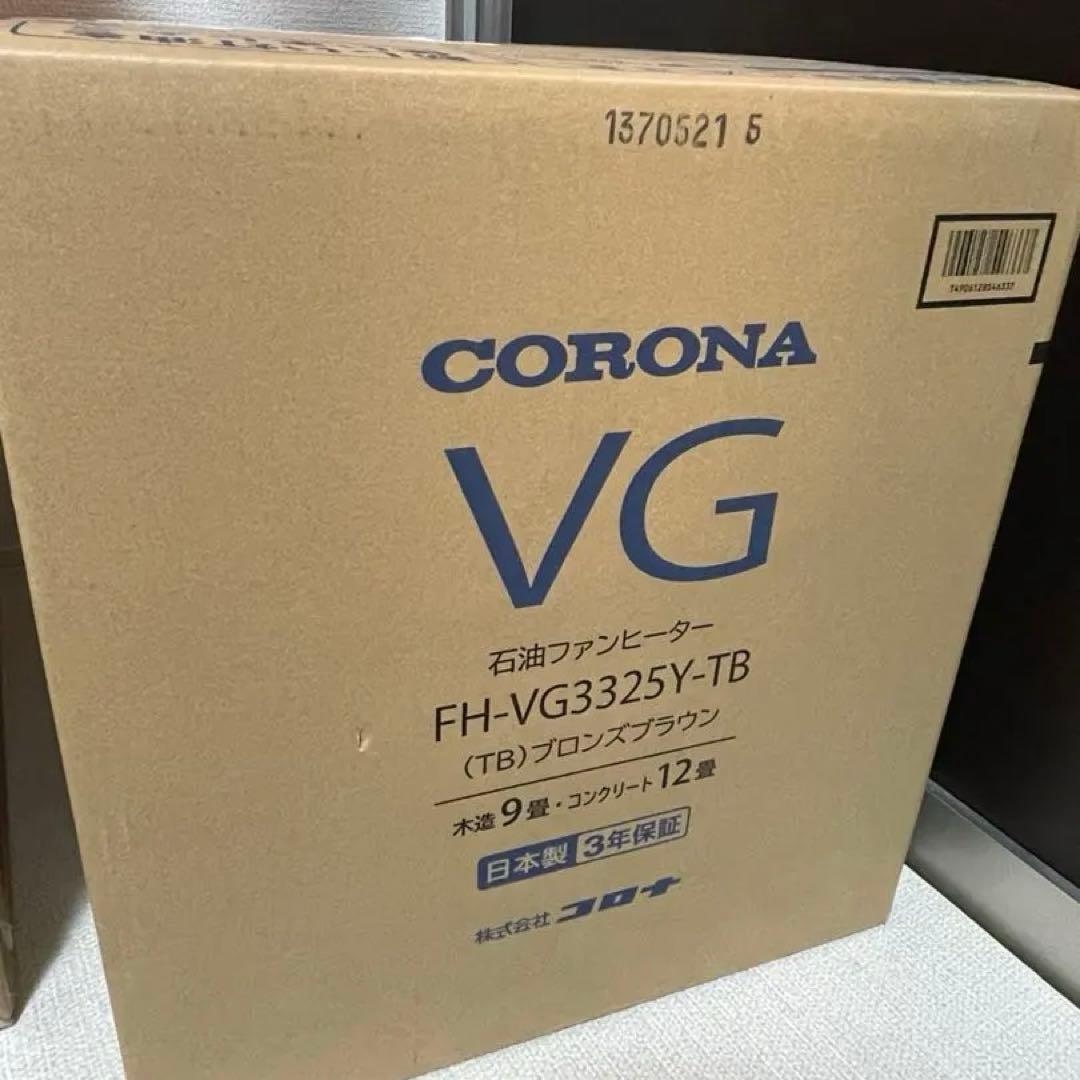 1370521 5
T4906128546337
CORONA
VG
石油ファンヒーター
FH-VG3325Y-TB
(TB)ブロンズブラウン
木造9畳・コンクリート12畳
日本製 3年保証
株式会社 コロナ